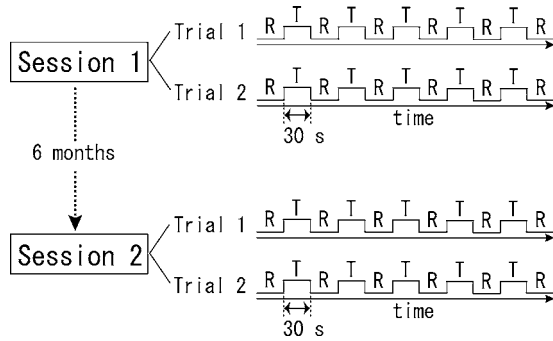 R T R T R T R T R T R
Trial 1
Session 1
R T R T R T R T R T R
Trial 2
time
30 s
6 months
R T R T R T R T R T R
Trial 1
Session 2
R T R T R T R T R T R
Trial 2
time
30 s